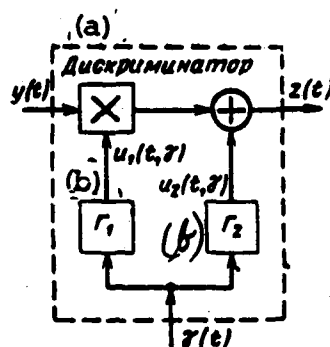 (a)
Дискриминатор
y(t)
×
+
z(t)
u₁(t,γ)
(b)
u₂(t,γ)
Г₁
(b)
Г₂
γ(t)